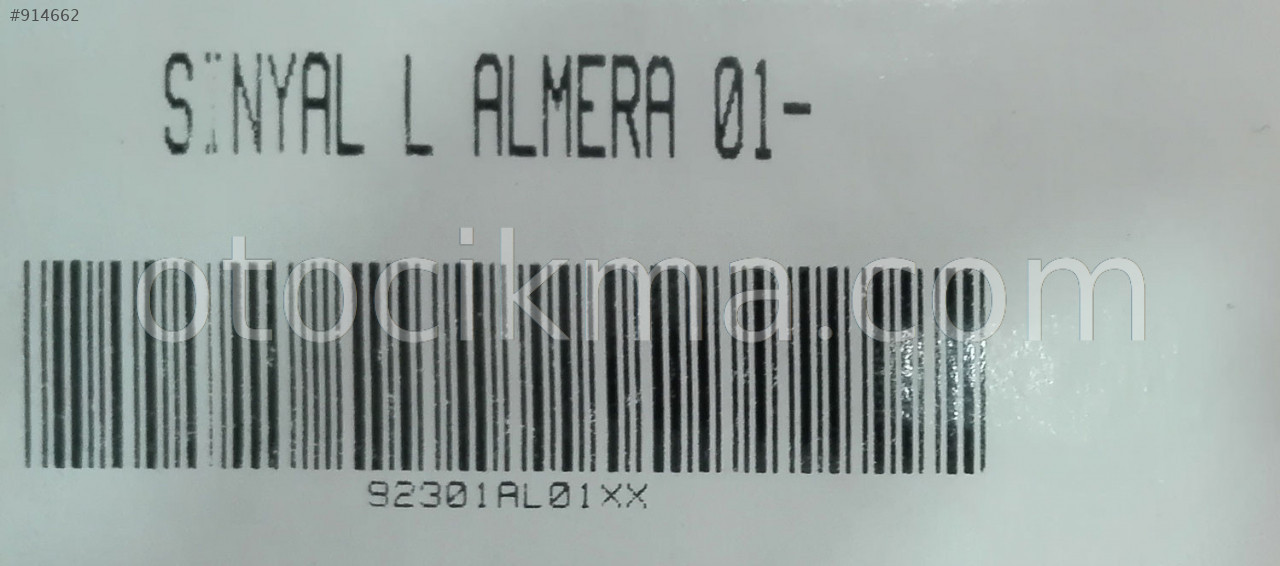 #914662
SİNYAL L ALMERA 01-
otocikma.com
92301AL01XX